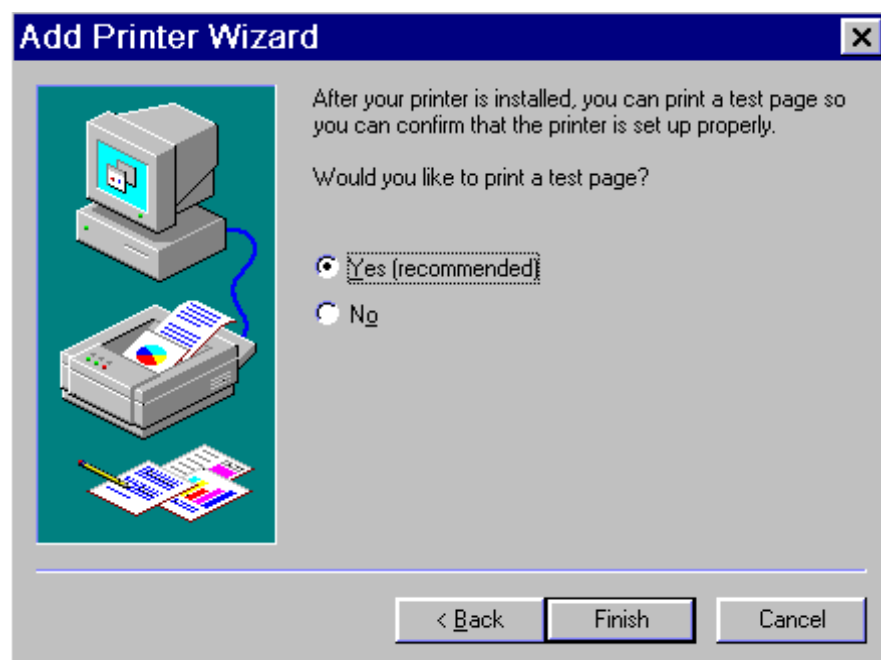 Add Printer Wizard
After your printer is installed, you can print a test page so
you can confirm that the printer is set up properly.
Would you like to print a test page?
Yes (recommended)
No
< Back
Finish
Cancel